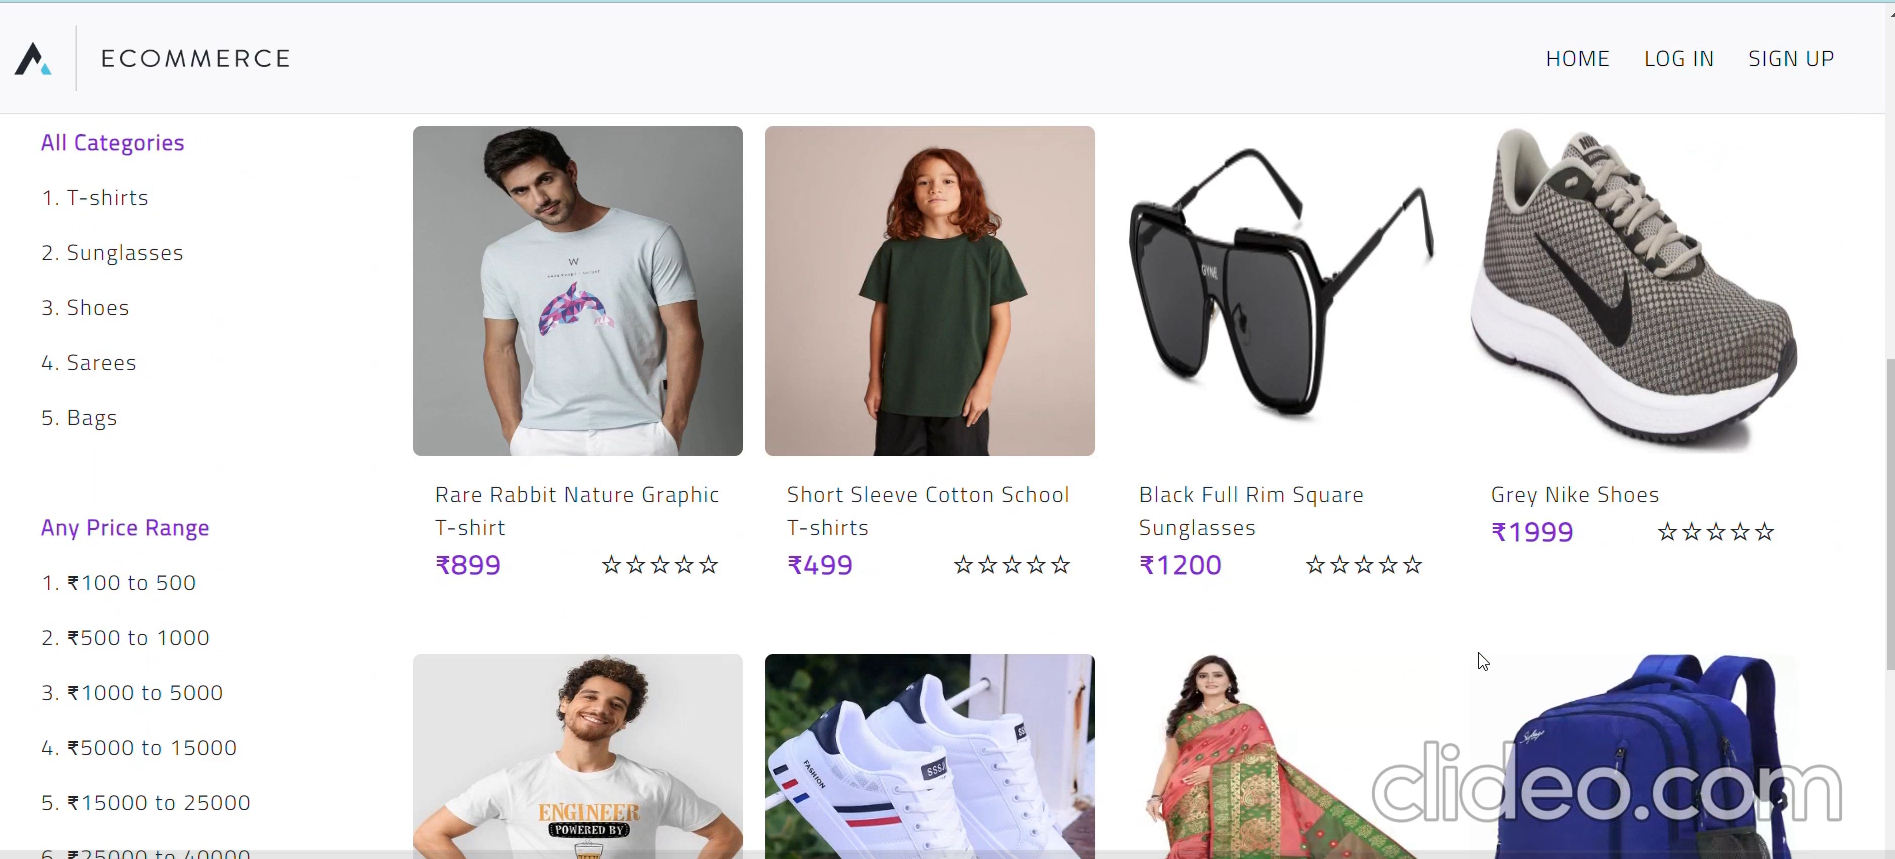 ECOMMERCE
HOME LOG IN SIGN UP
All Categories
1. T-shirts
2. Sunglasses
3. Shoes
4. Sarees
5. Bags
Any Price Range
1. ₹100 to 500
2. ₹500 to 1000
3. ₹1000 to 5000
4. ₹5000 to 15000
5. ₹15000 to 25000
6. ₹25000 to 40000
W
Rare Rabbit Nature Graphic
T-shirt
₹899 ☆☆☆☆☆
Short Sleeve Cotton School
T-shirts
₹499 ☆☆☆☆☆
Black Full Rim Square
Sunglasses
₹1200 ☆☆☆☆☆
Grey Nike Shoes
₹1999 ☆☆☆☆☆
ENGINEER
POWERED BY
FASHION
clideo.com